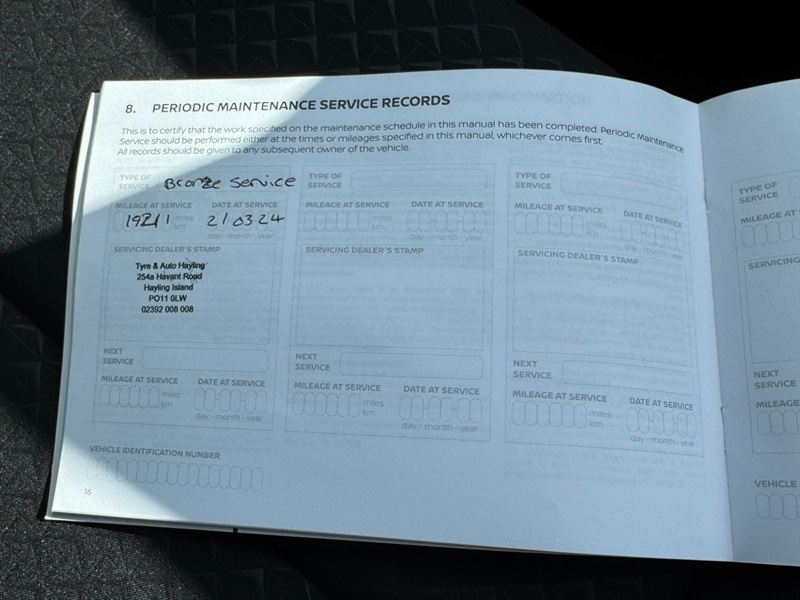 8. PERIODIC MAINTENANCE SERVICE RECORDS
This is to certify that the work specified on the maintenance schedule in this manual has been completed. Periodic Maintenance
Service should be performed either at the times or mileages specified in this manual, whichever comes first.
All records should be given to any subsequent owner of the vehicle.
TYPE OF
SERVICE
Bronze Service
MILEAGE AT SERVICE DATE AT SERVICE
19211 miles
km
21 03 24
day - month - year
SERVICING DEALER'S STAMP
Tyre & Auto Hayling
254a Havant Road
Hayling Island
PO11 0LW
02392 008 008
NEXT
SERVICE
MILEAGE AT SERVICE DATE AT SERVICE
miles
km
day - month - year
TYPE OF
SERVICE
MILEAGE AT SERVICE DATE AT SERVICE
miles
km
day - month - year
SERVICING DEALER'S STAMP
NEXT
SERVICE
MILEAGE AT SERVICE DATE AT SERVICE
miles
km
day - month - year
TYPE OF
SERVICE
MILEAGE AT SERVICE DATE AT SERVICE
miles
km
day - month - year
SERVICING DEALER'S STAMP
NEXT
SERVICE
MILEAGE AT SERVICE DATE AT SERVICE
miles
km
day - month - year
VEHICLE IDENTIFICATION NUMBER
16
TYPE OF
SERVICE
MILEAGE AT
SERVICING
NEXT
SERVICE
MILEAGE
VEHICLE